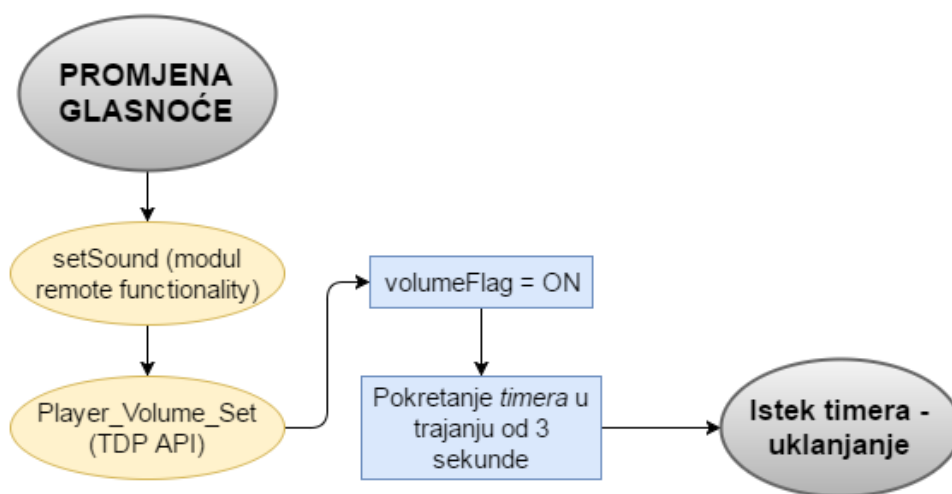 PROMJENA
GLASNOĆE
setSound (modul
remote functionality)
Player_Volume_Set
(TDP API)
volumeFlag = ON
Pokretanje timera u
trajanju od 3
sekunde
Istek timera -
uklanjanje